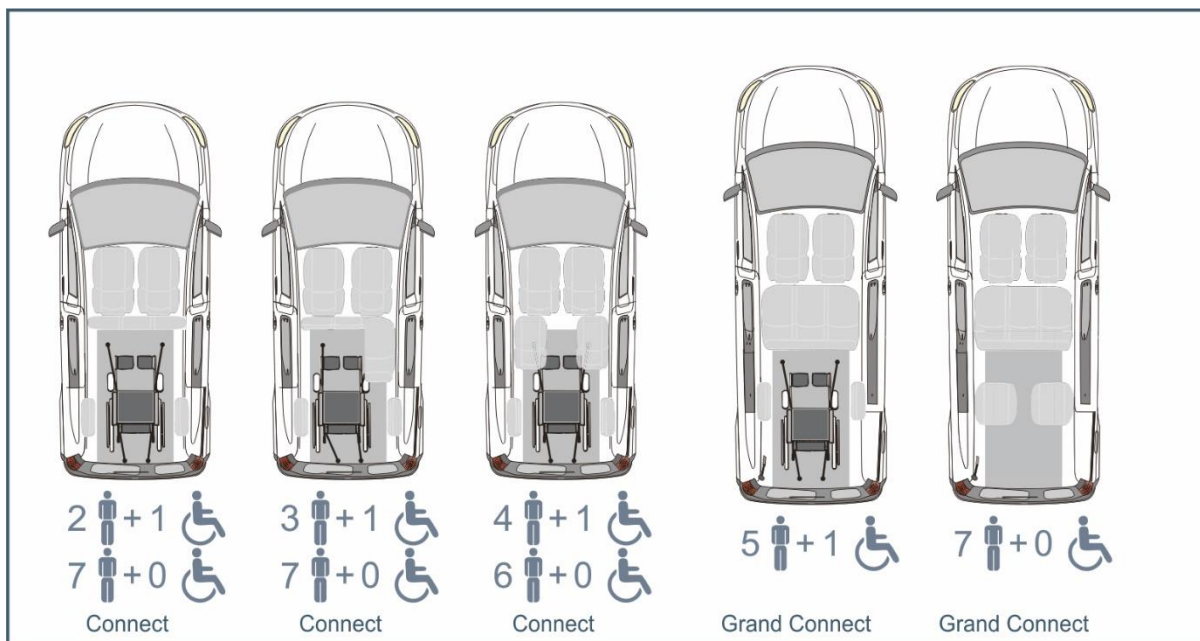 2 + 1
7 + 0
Connect
3 + 1
7 + 0
Connect
4 + 1
6 + 0
Connect
5 + 1
Grand Connect
7 + 0
Grand Connect